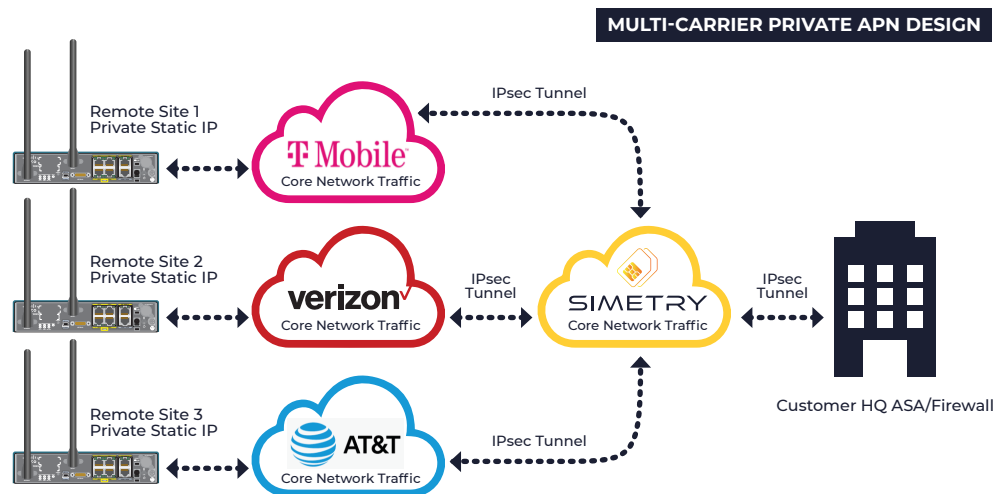 MULTI-CARRIER PRIVATE APN DESIGN
Remote Site 1
Private Static IP
T Mobile
Core Network Traffic
IPsec Tunnel
Remote Site 2
Private Static IP
verizon
Core Network Traffic
IPsec
Tunnel
SIMETRY
Core Network Traffic
IPsec
Tunnel
Customer HQ ASA/Firewall
Remote Site 3
Private Static IP
AT&T
Core Network Traffic
IPsec Tunnel